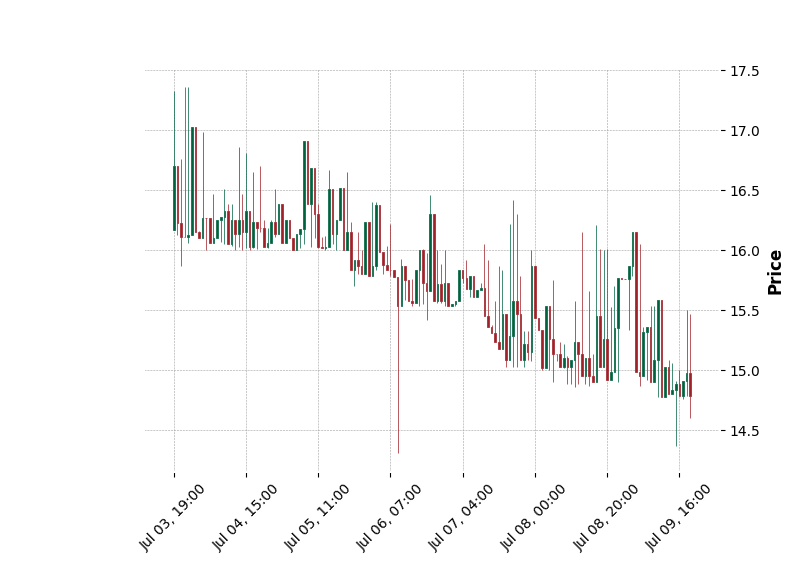 17.5
17.0
16.5
16.0
15.5
15.0
14.5
Price
Jul 03, 19:00
Jul 04, 15:00
Jul 05, 11:00
Jul 06, 07:00
Jul 07, 04:00
Jul 08, 00:00
Jul 08, 20:00
Jul 09, 16:00